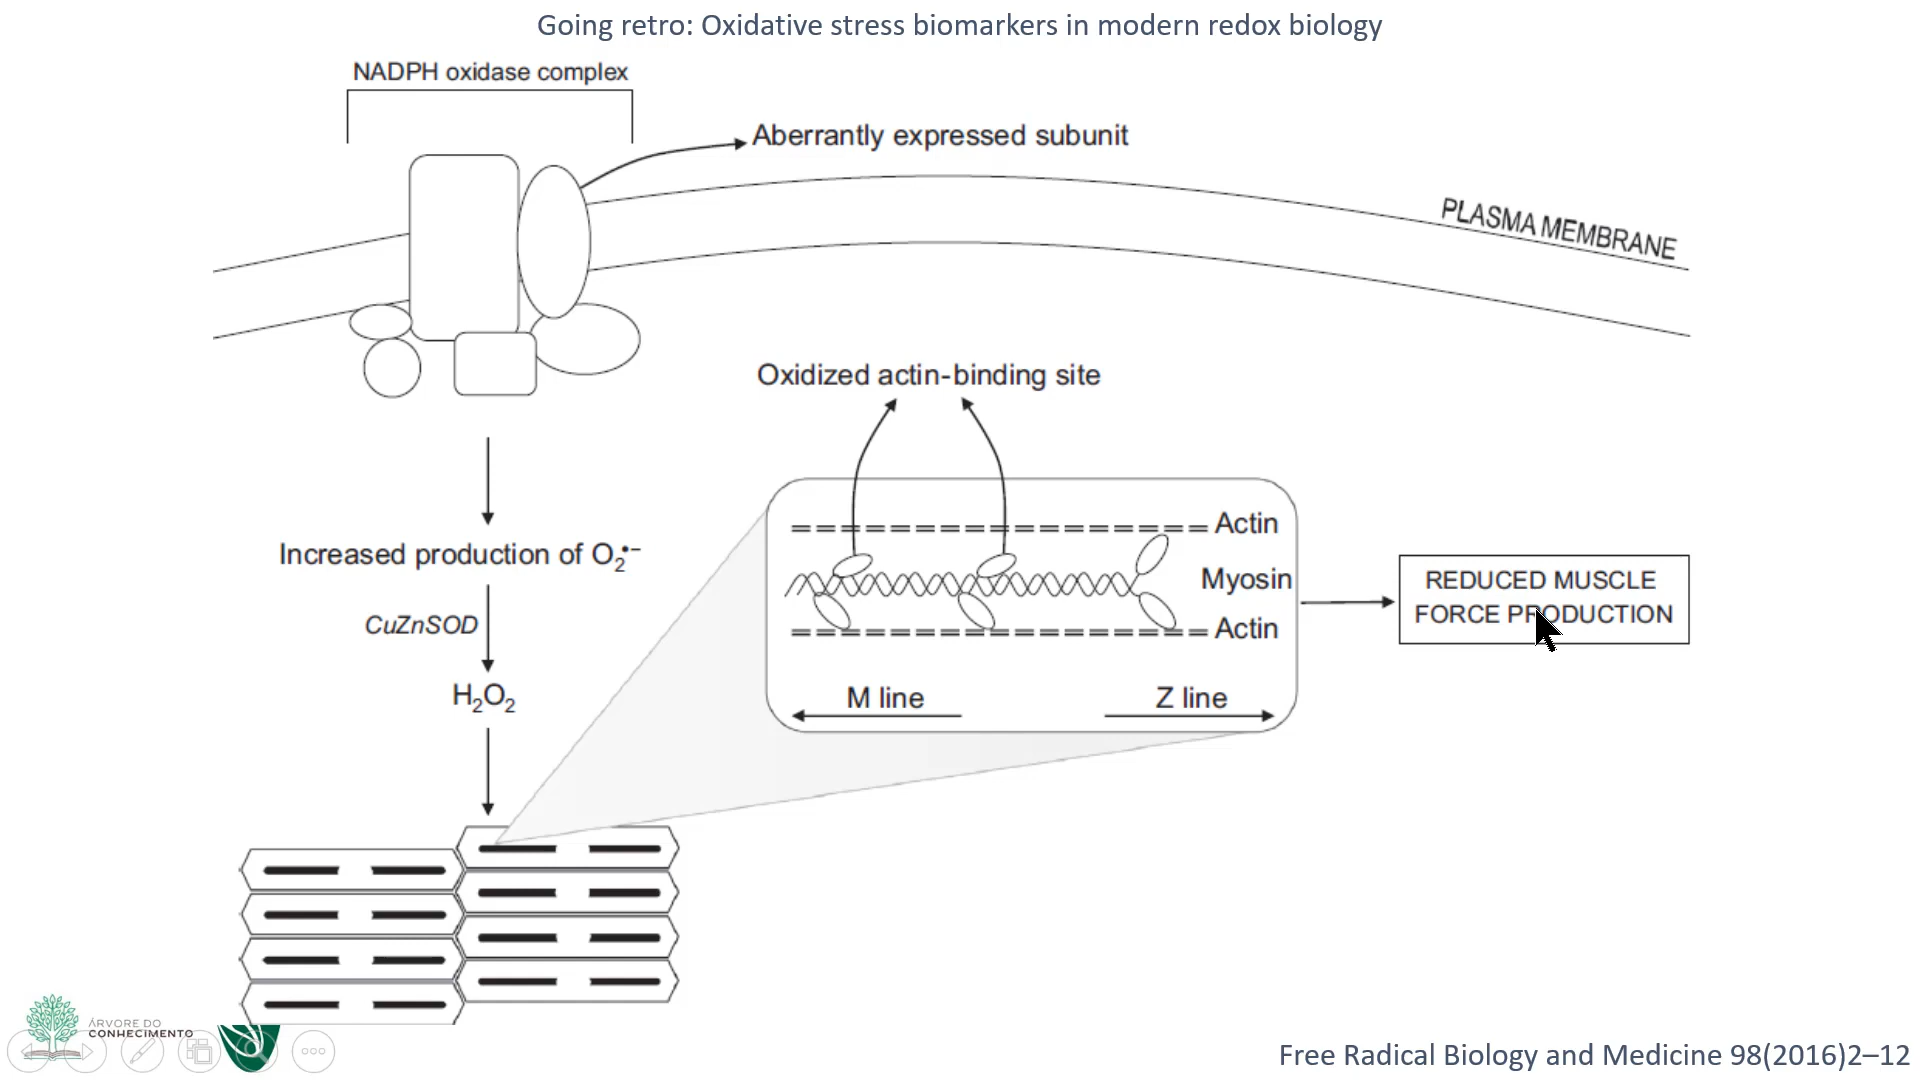 Going retro: Oxidative stress biomarkers in modern redox biology
NADPH oxidase complex
Aberrantly expressed subunit
PLASMA MEMBRANE
Oxidized actin-binding site
Actin
Myosin
Actin
M line
Z line
REDUCED MUSCLE
FORCE PRODUCTION
Increased production of O₂•−
CuZnSOD
H₂O₂
ÁRVORE DO
CONHECIMENTO
Free Radical Biology and Medicine 98(2016)2–12